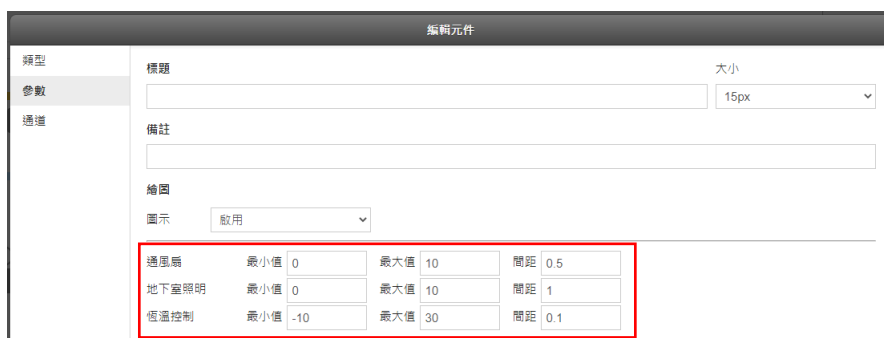 編輯元件
類型
參數
通道
標題 大小
15px
備註
繪圖
圖示 啟用
通風扇 最小值 0 最大值 10 間距 0.5
地下室照明 最小值 0 最大值 10 間距 1
恆溫控制 最小值 -10 最大值 30 間距 0.1